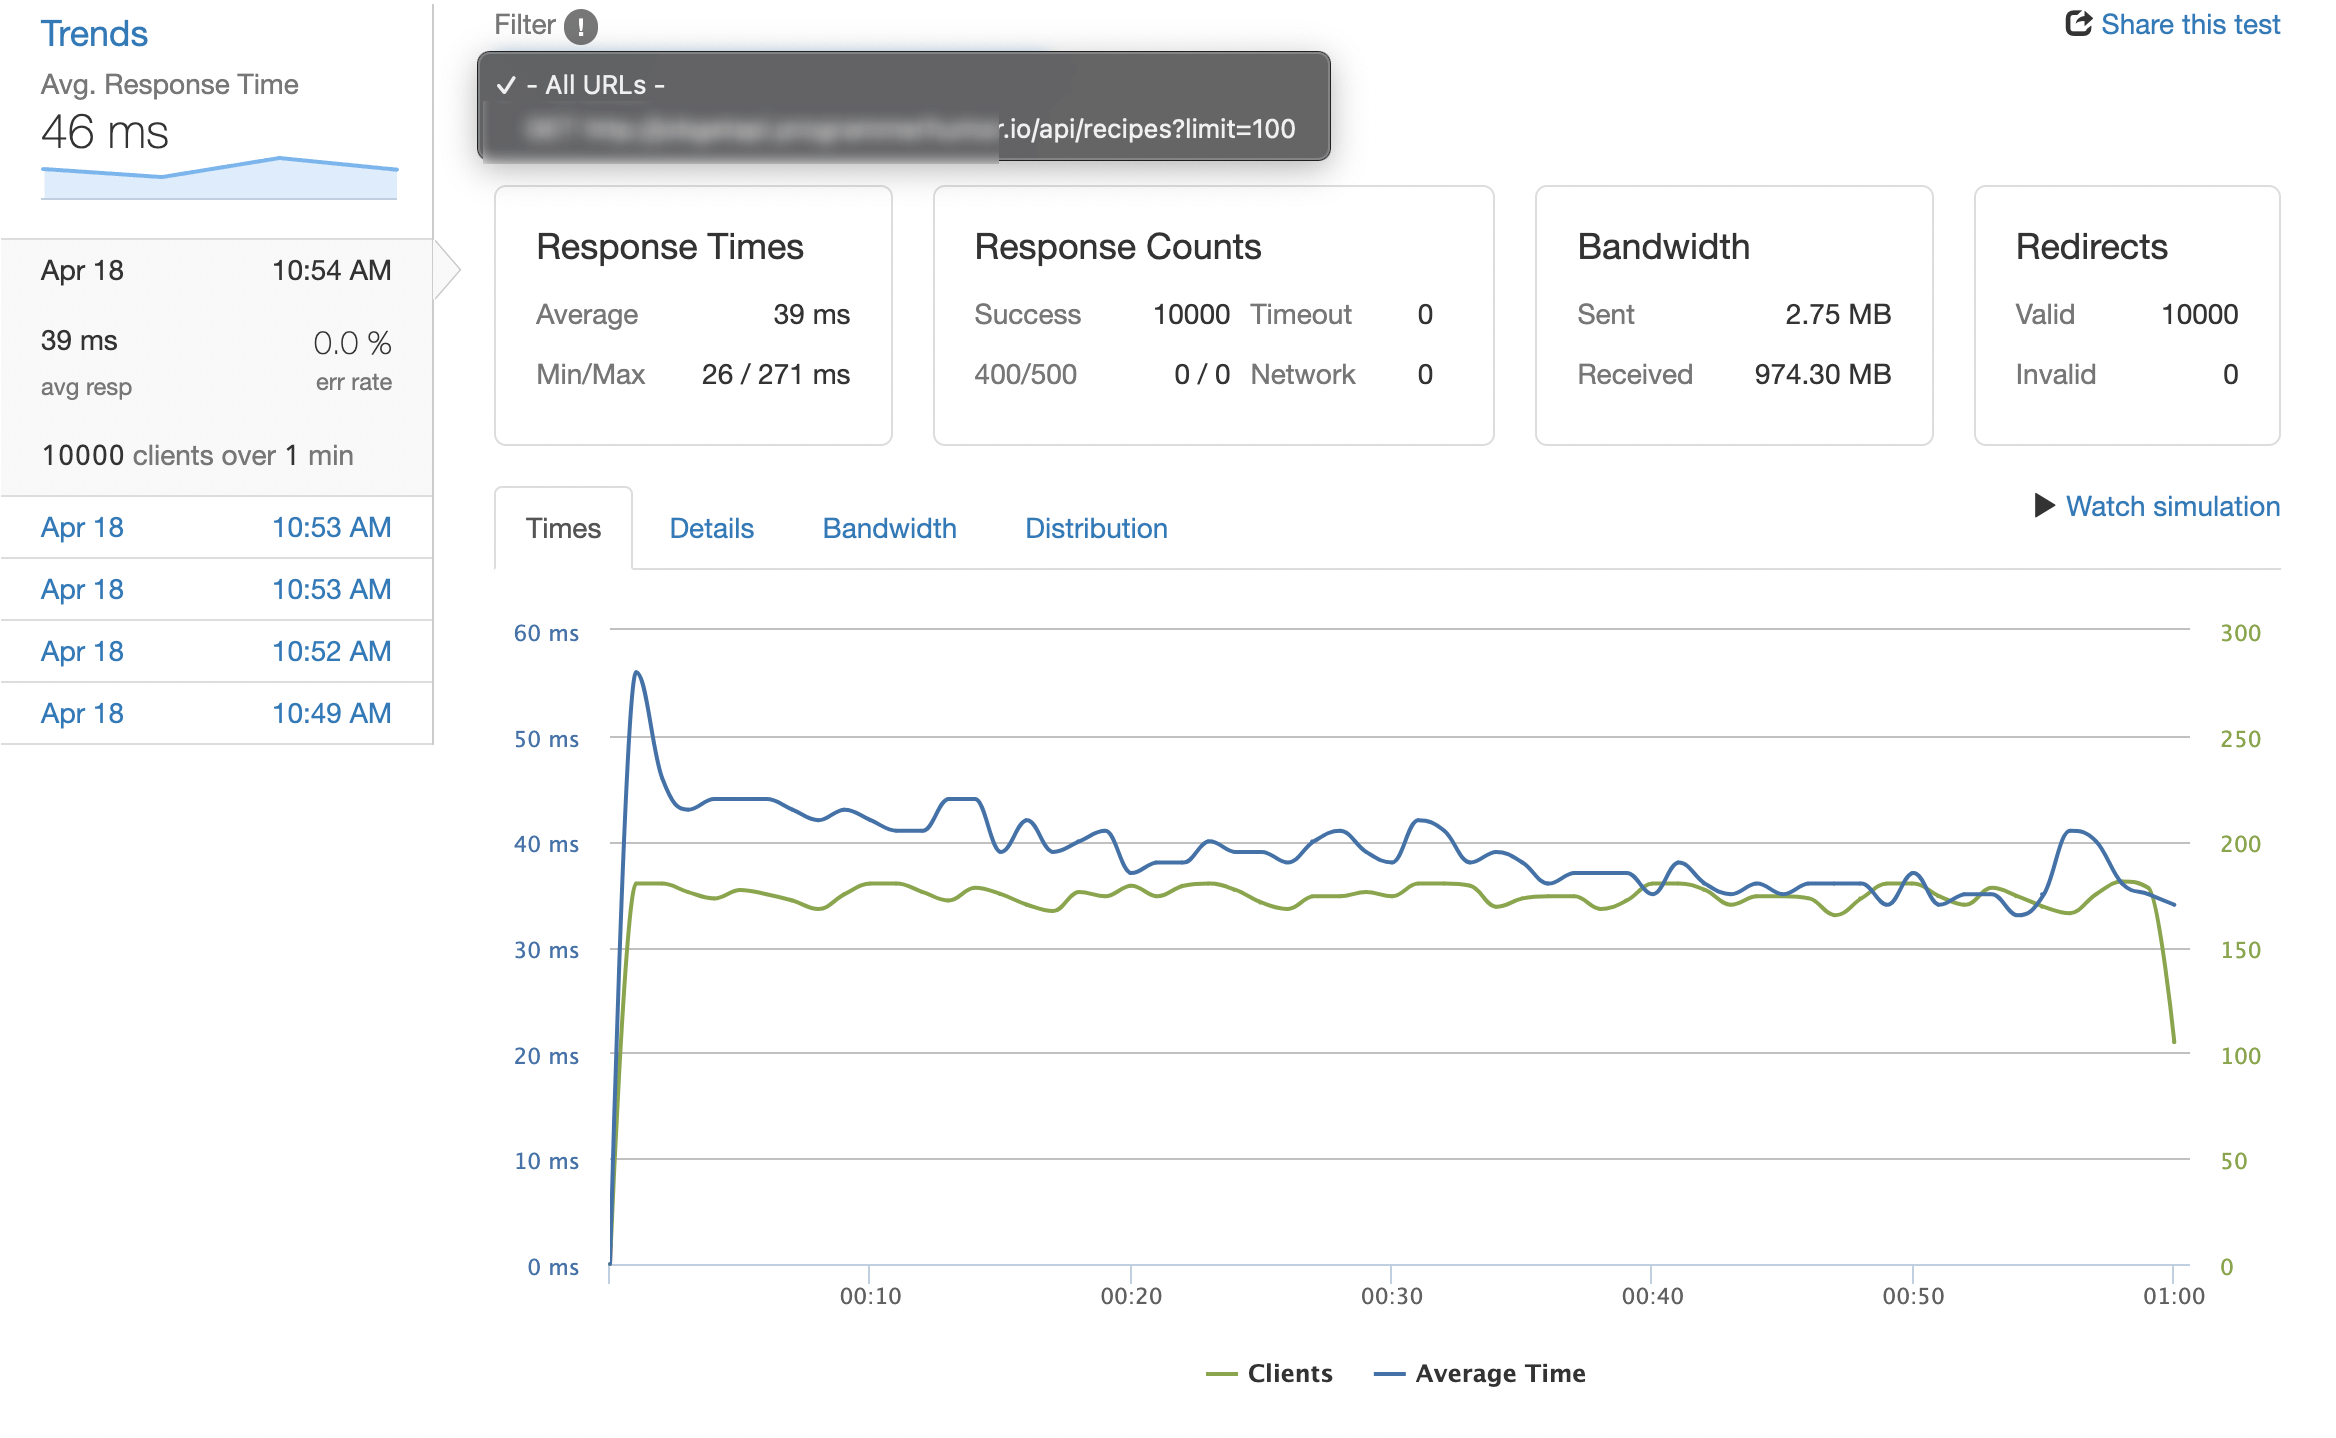 Trends
Avg. Response Time
46 ms
Apr 18 10:54 AM
39 ms 0.0 %
avg resp err rate
10000 clients over 1 min
Apr 18 10:53 AM
Apr 18 10:53 AM
Apr 18 10:52 AM
Apr 18 10:49 AM
Filter !
Share this test
✓ - All URLs -
.io/api/recipes?limit=100
Response Times
Average 39 ms
Min/Max 26 / 271 ms
Response Counts
Success 10000 Timeout 0
400/500 0 / 0 Network 0
Bandwidth
Sent 2.75 MB
Received 974.30 MB
Redirects
Valid 10000
Invalid 0
Times Details Bandwidth Distribution
Watch simulation
60 ms 300
50 ms 250
40 ms 200
30 ms 150
20 ms 100
10 ms 50
0 ms 0
00:10 00:20 00:30 00:40 00:50 01:00
Clients Average Time